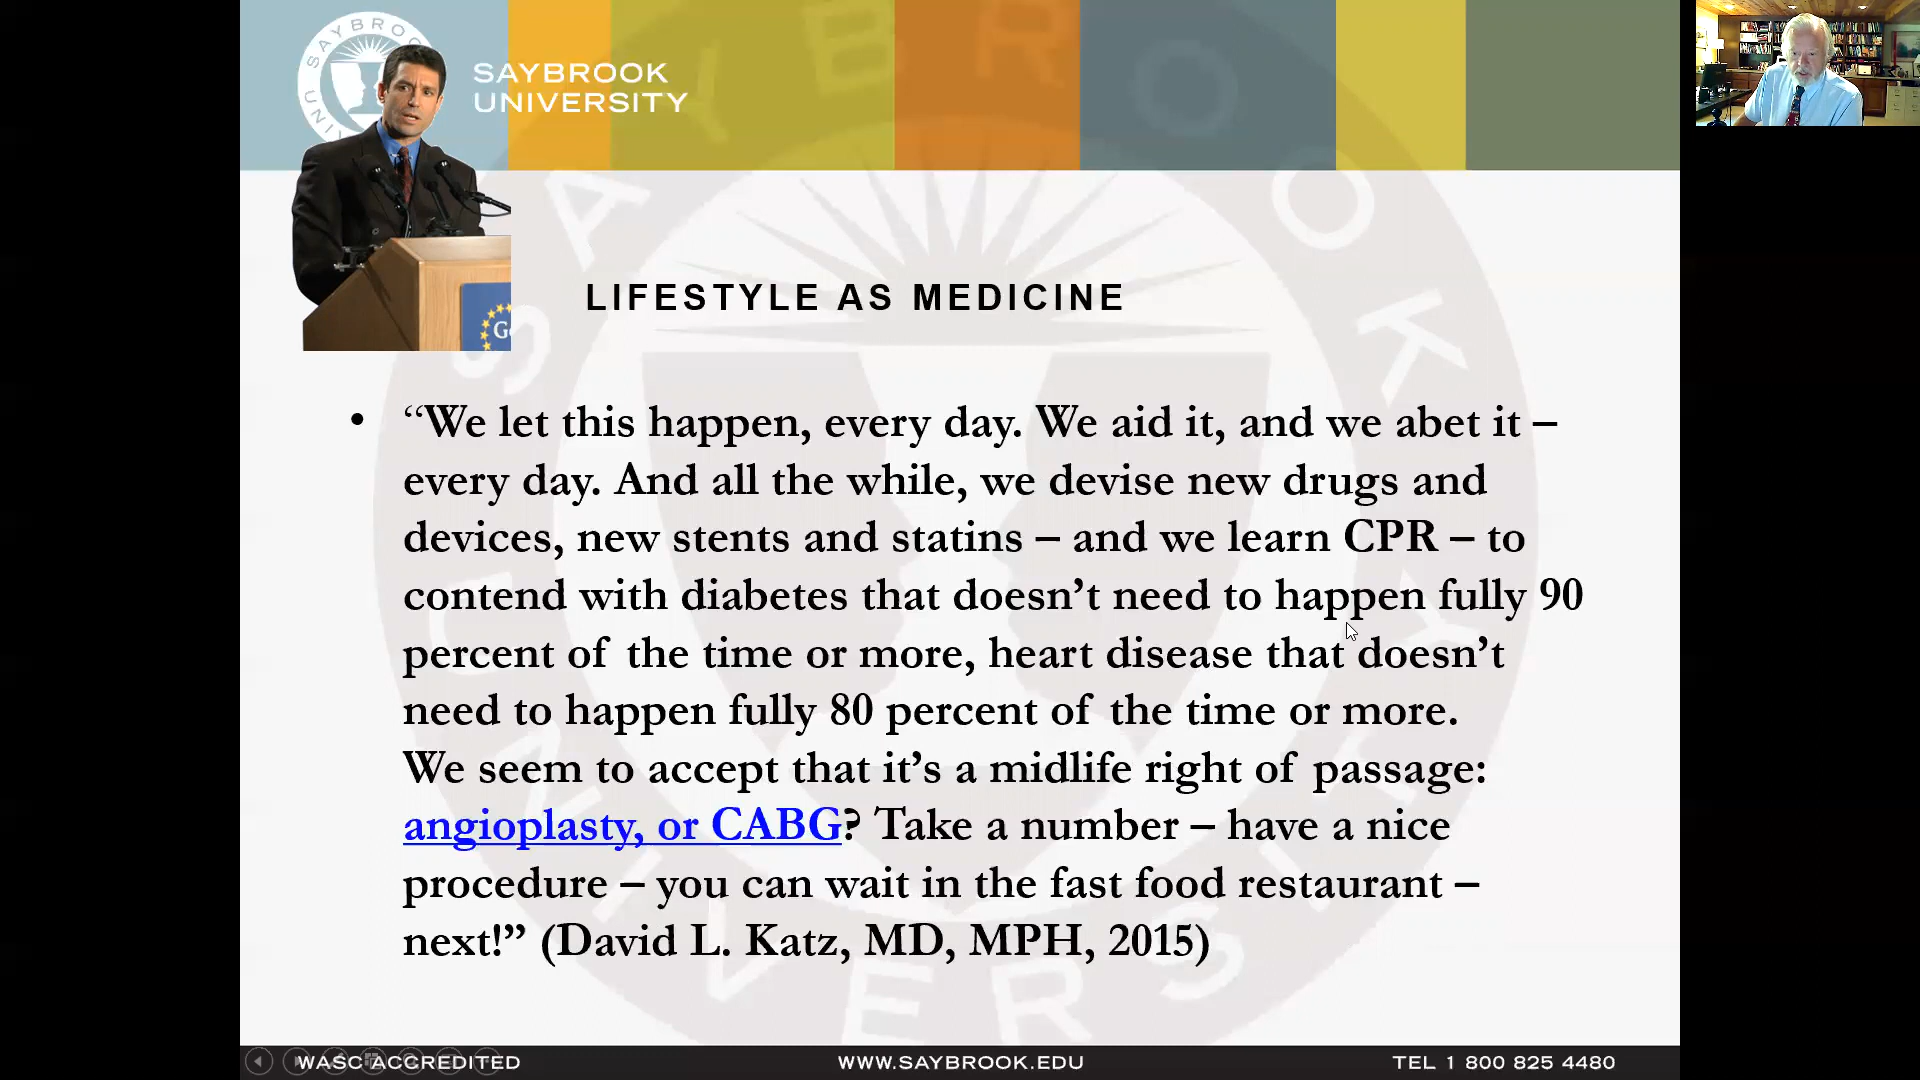 SAYBROOK
UNIVERSITY
LIFESTYLE AS MEDICINE
• “We let this happen, every day. We aid it, and we abet it –
every day. And all the while, we devise new drugs and
devices, new stents and statins – and we learn CPR – to
contend with diabetes that doesn’t need to happen fully 90
percent of the time or more, heart disease that doesn’t
need to happen fully 80 percent of the time or more.
We seem to accept that it’s a midlife right of passage:
angioplasty, or CABG? Take a number – have a nice
procedure – you can wait in the fast food restaurant –
next!” (David L. Katz, MD, MPH, 2015)
WASC ACCREDITED
WWW.SAYBROOK.EDU
TEL 1 800 825 4480